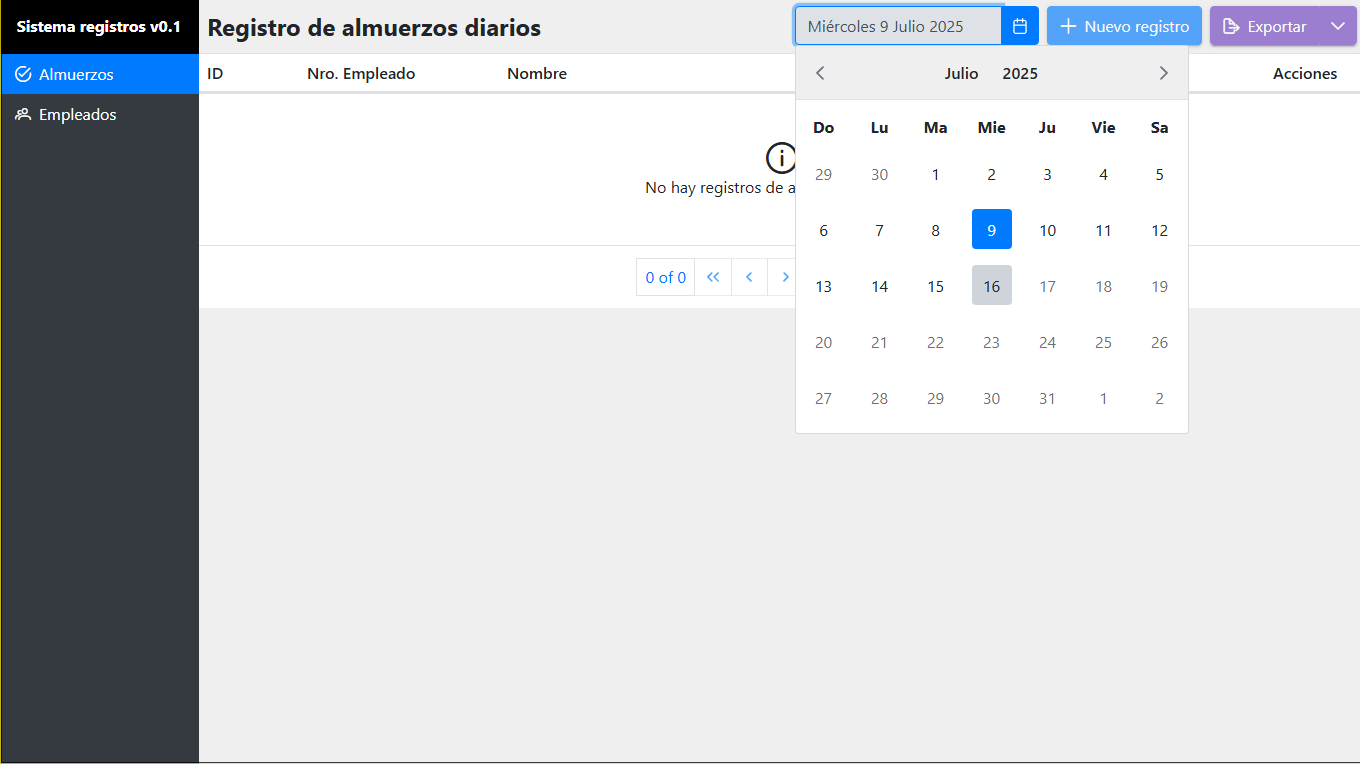 Sistema registros v0.1
Registro de almuerzos diarios
Miércoles 9 Julio 2025
Nuevo registro
Exportar
Almuerzos
Empleados
ID Nro. Empleado Nombre Acciones
No hay registros de a
0 of 0
Julio 2025
Do Lu Ma Mie Ju Vie Sa
29 30 1 2 3 4 5
6 7 8 9 10 11 12
13 14 15 16 17 18 19
20 21 22 23 24 25 26
27 28 29 30 31 1 2